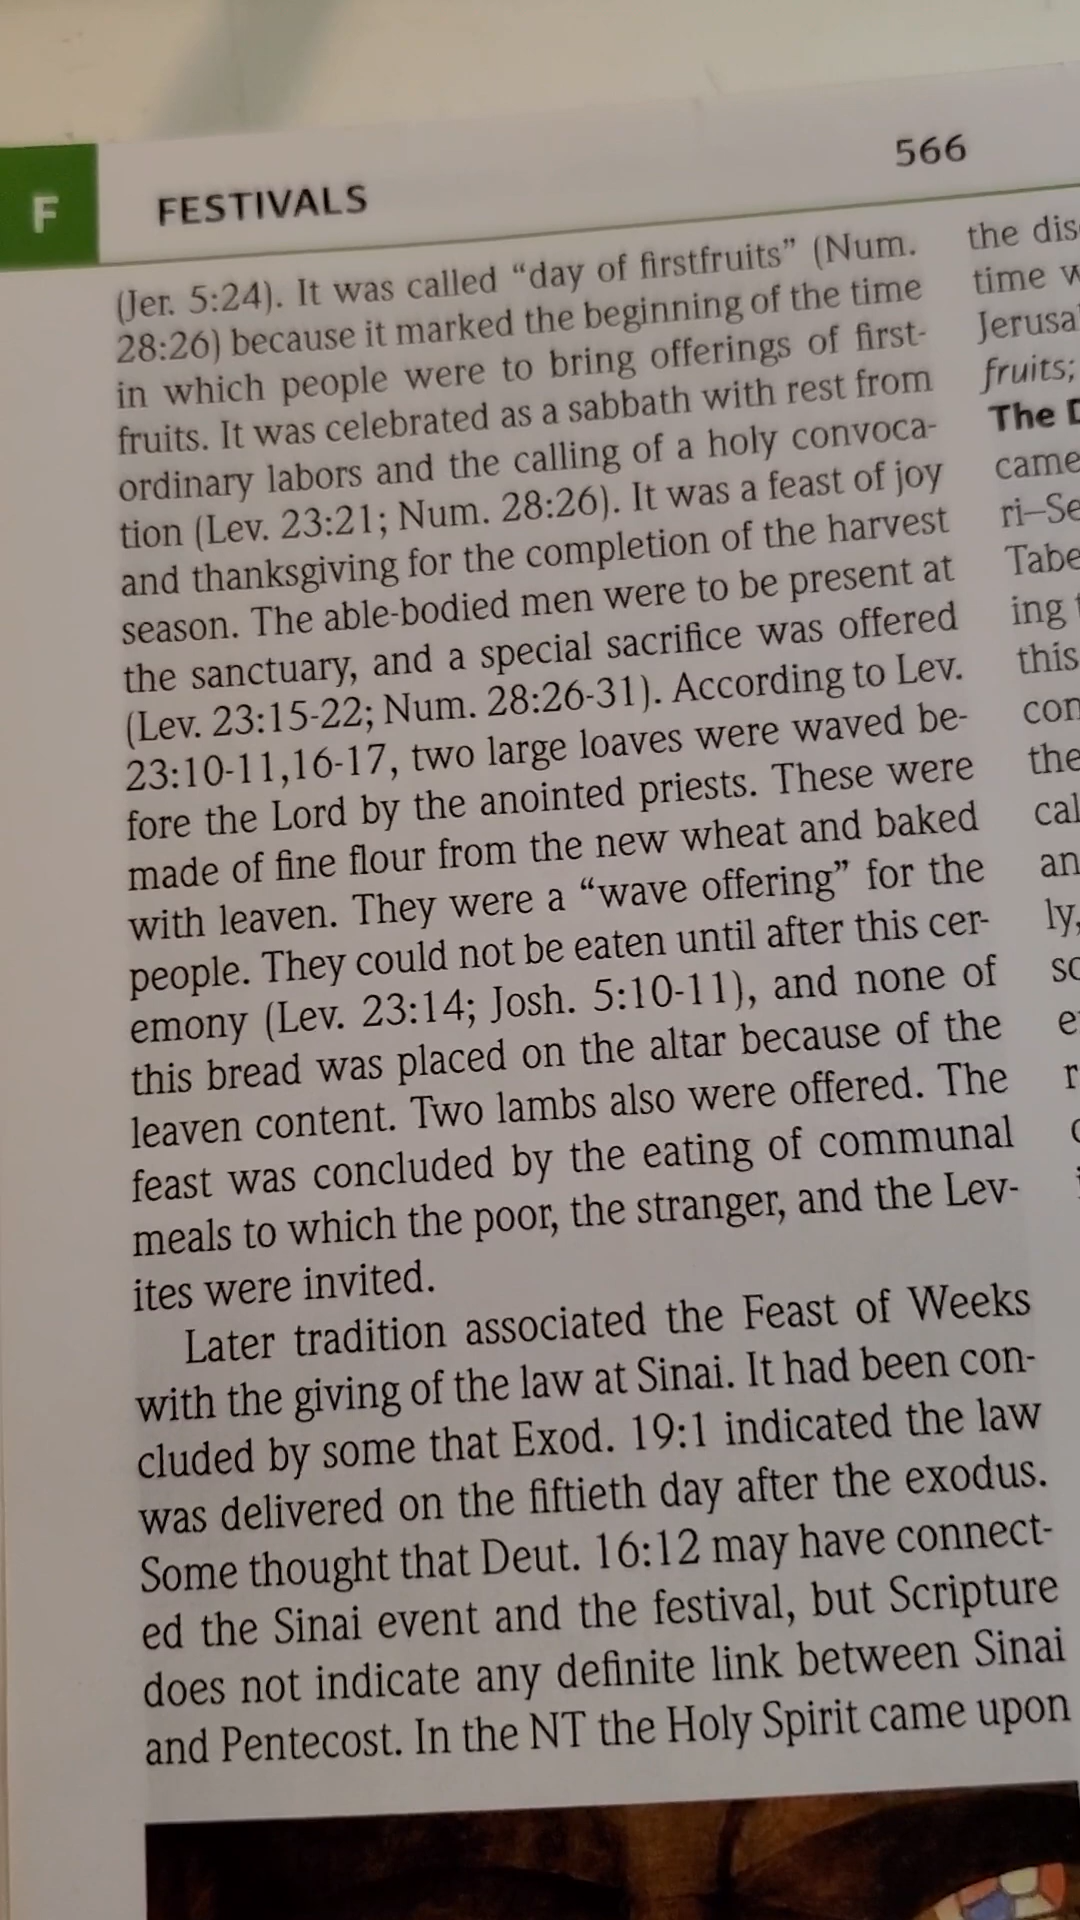 F
FESTIVALS
566
(Jer. 5:24). It was called “day of firstfruits” (Num.
28:26) because it marked the beginning of the time
in which people were to bring offerings of first-
fruits. It was celebrated as a sabbath with rest from
ordinary labors and the calling of a holy convoca-
tion (Lev. 23:21; Num. 28:26). It was a feast of joy
and thanksgiving for the completion of the harvest
season. The able-bodied men were to be present at
the sanctuary, and a special sacrifice was offered
(Lev. 23:15-22; Num. 28:26-31). According to Lev.
23:10-11,16-17, two large loaves were waved be-
fore the Lord by the anointed priests. These were
made of fine flour from the new wheat and baked
with leaven. They were a “wave offering” for the
people. They could not be eaten until after this cer-
emony (Lev. 23:14; Josh. 5:10-11), and none of
this bread was placed on the altar because of the
leaven content. Two lambs also were offered. The
feast was concluded by the eating of communal
meals to which the poor, the stranger, and the Lev-
ites were invited.
Later tradition associated the Feast of Weeks
with the giving of the law at Sinai. It had been con-
cluded by some that Exod. 19:1 indicated the law
was delivered on the fiftieth day after the exodus.
Some thought that Deut. 16:12 may have connect-
ed the Sinai event and the festival, but Scripture
does not indicate any definite link between Sinai
and Pentecost. In the NT the Holy Spirit came upon
the
time
fruits;
The
came
ing
this
the